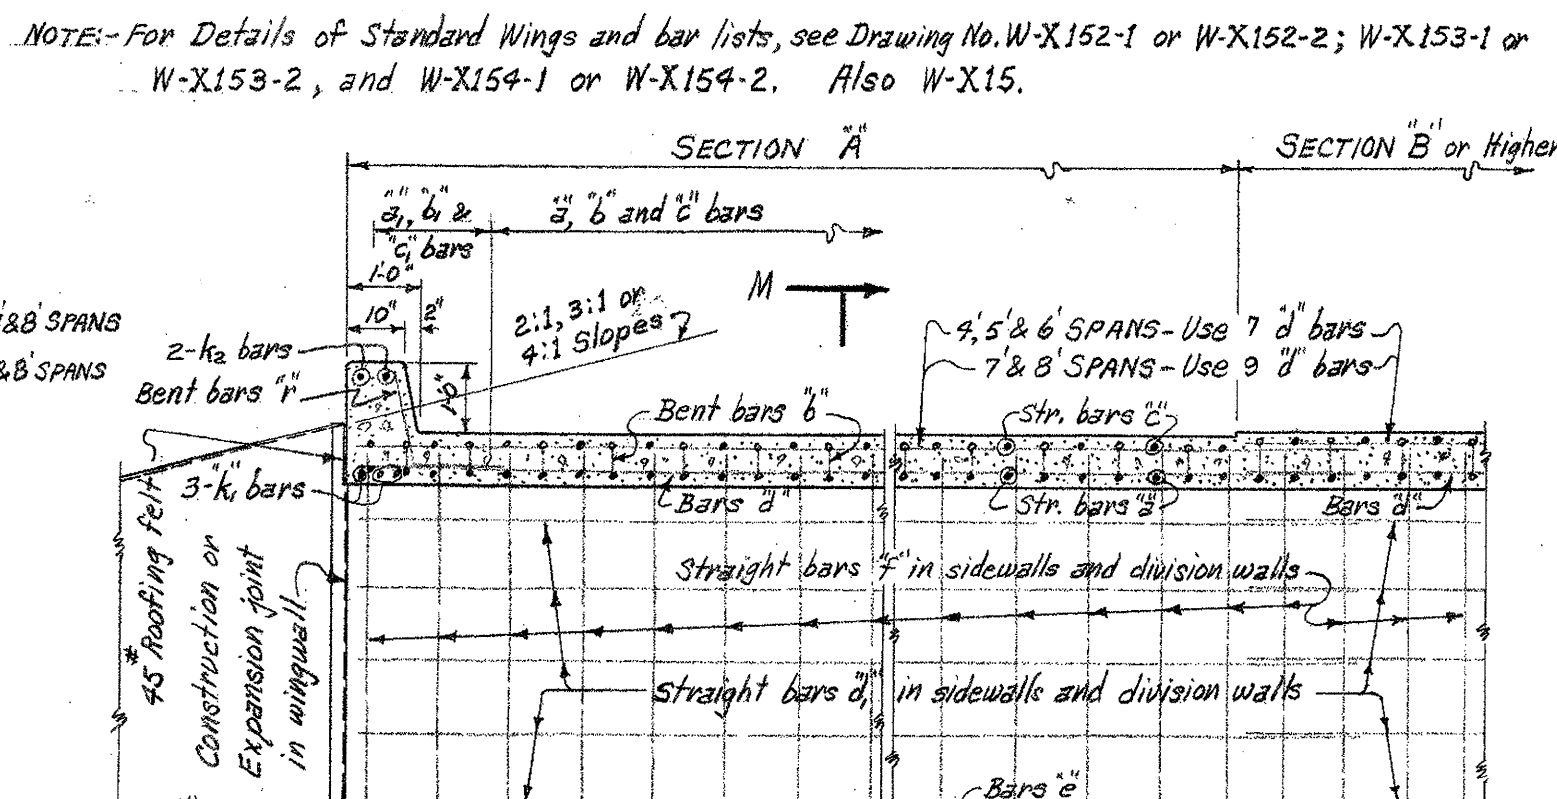 NOTE:- For Details of Standard Wings and bar lists, see Drawing No. W-X152-1 or W-X152-2; W-X153-1 or
W-X153-2, and W-X154-1 or W-X154-2. Also W-X15.
SECTION "A"
SECTION "B" or Higher
"a1", "b1" &
"c1" bars
"a", "b" and "c" bars
1'-0"
10"
2"
2:1, 3:1 or
4:1 Slopes
M
'&8' SPANS
&8' SPANS
2-k2 bars
Bent bars "r"
1'-0"
4', 5' & 6' SPANS - Use 7 "d" bars
7' & 8' SPANS - Use 9 "d" bars
Bent bars "b"
Str. bars "c"
3-"k1" bars
Bars "d"
Str. bars "a"
Bars "d"
#45 Roofing felt
Construction or
Expansion joint
in wingwall
Straight bars "f" in sidewalls and division walls
Straight bars "d1" in sidewalls and division walls
Bars "e"